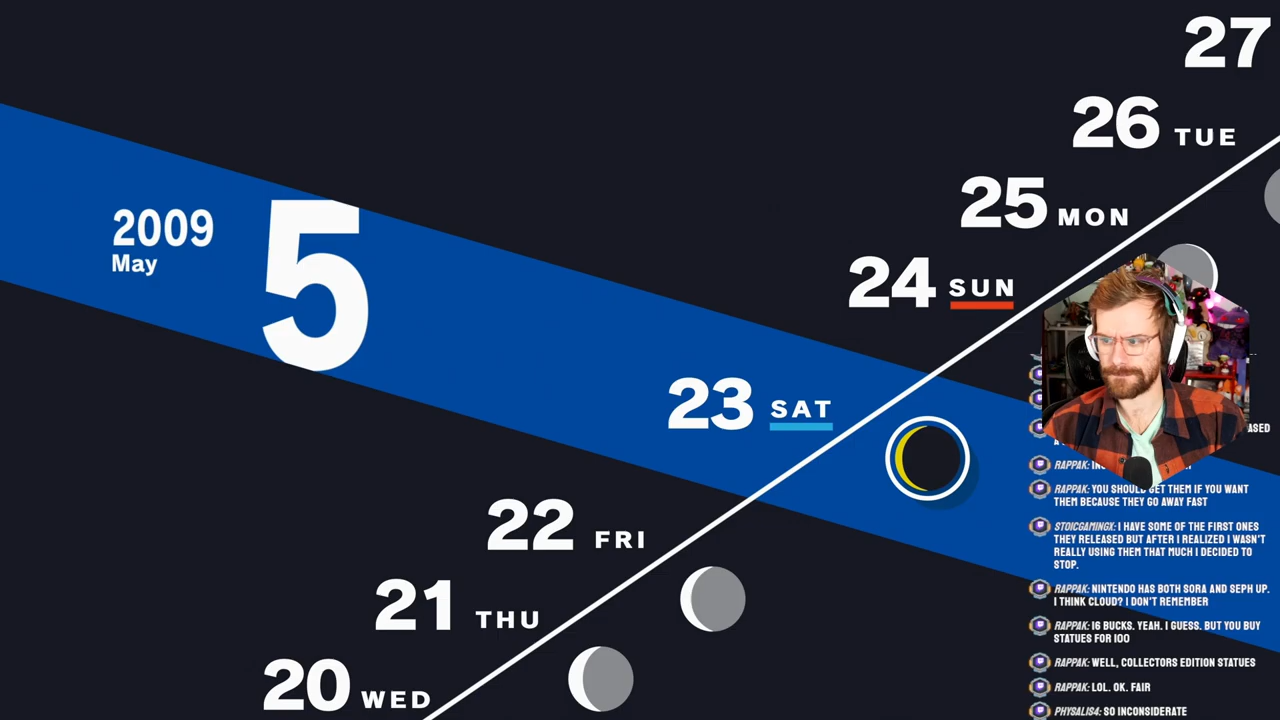 27
26 TUE
25 MON
24 SUN
2009
May
5
23 SAT
22 FRI
21 THU
20 WED
ASED
RAPPAK:
RAPPAK: YOU SHOULD GET THEM IF YOU WANT
THEM BECAUSE THEY GO AWAY FAST
STOICGAMINGX: I HAVE SOME OF THE FIRST ONES
THEY RELEASED BUT AFTER I REALIZED I WASN'T
REALLY USING THEM THAT MUCH I DECIDED TO
STOP.
RAPPAK: NINTENDO HAS BOTH SORA AND SEPH UP.
I THINK CLOUD? I DON'T REMEMBER
RAPPAK: 16 BUCKS. YEAH. I GUESS. BUT YOU BUY
STATUES FOR 100
RAPPAK: WELL, COLLECTORS EDITION STATUES
RAPPAK: LOL. OK. FAIR
PHYSALIS4: SO INCONSIDERATE